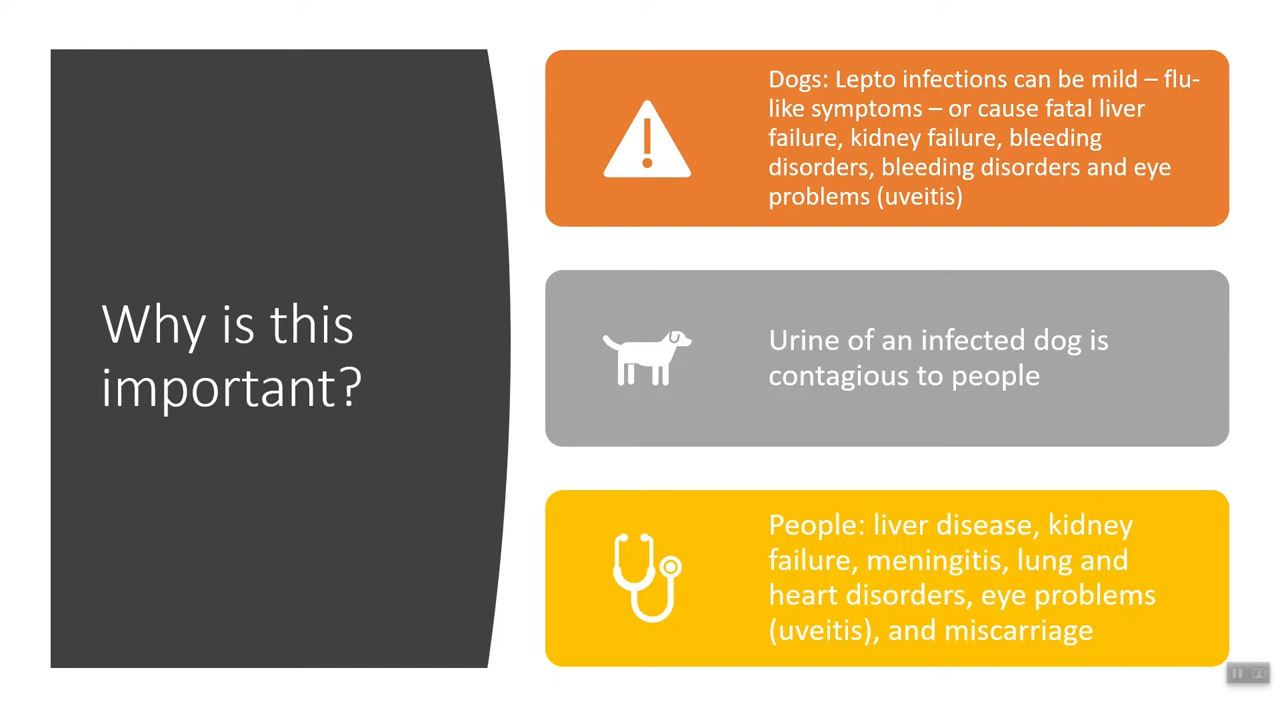 Why is this
important?
Dogs: Lepto infections can be mild – flu-
like symptoms – or cause fatal liver
failure, kidney failure, bleeding
disorders, bleeding disorders and eye
problems (uveitis)
Urine of an infected dog is
contagious to people
People: liver disease, kidney
failure, meningitis, lung and
heart disorders, eye problems
(uveitis), and miscarriage